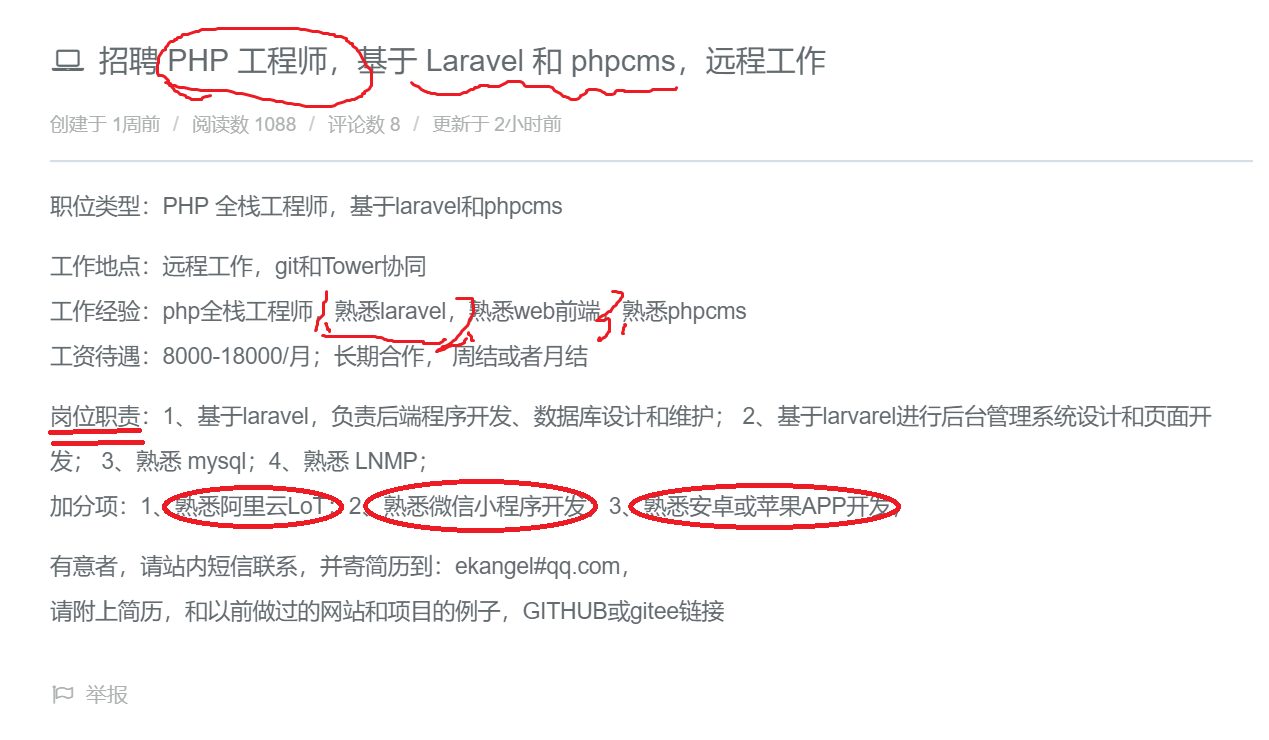 招聘 PHP 工程师，基于 Laravel 和 phpcms，远程工作
创建于 1周前 / 阅读数 1088 / 评论数 8 / 更新于 2小时前
职位类型：PHP 全栈工程师，基于laravel和phpcms
工作地点：远程工作，git和Tower协同
工作经验：php全栈工程师，熟悉laravel，熟悉web前端，熟悉phpcms
工资待遇：8000-18000/月；长期合作，周结或者月结
岗位职责：1、基于laravel，负责后端程序开发、数据库设计和维护； 2、基于larvarel进行后台管理系统设计和页面开
发； 3、熟悉 mysql；4、熟悉 LNMP；
加分项：1、熟悉阿里云LoT；2、熟悉微信小程序开发 3、熟悉安卓或苹果APP开发；
有意者，请站内短信联系，并寄简历到：ekangel#qq.com，
请附上简历，和以前做过的网站和项目的例子，GITHUB或gitee链接
举报